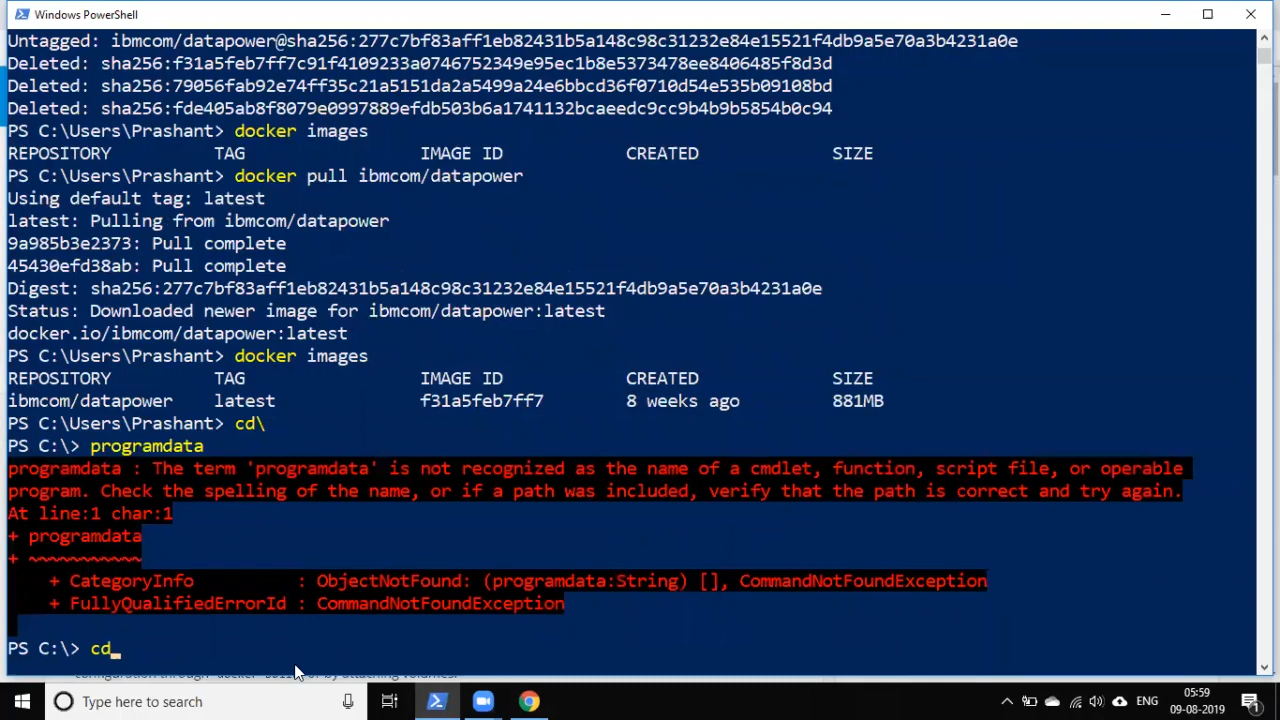 Windows PowerShell
Untagged: ibmcom/datapower@sha256:277c7bf83aff1eb82431b5a148c98c31232e84e15521f4db9a5e70a3b4231a0e
Deleted: sha256:f31a5feb7ff7c91f4109233a0746752349e95ec1b8e5373478ee8406485f8d3d
Deleted: sha256:79056fab92e74ff35c21a5151da2a5499a24e6bbcd36f0710d54e535b09108bd
Deleted: sha256:fde405ab8f8079e0997889efdb503b6a1741132bcaeedc9cc9b4b9b5854b0c94
PS C:\Users\Prashant> docker images
REPOSITORY TAG IMAGE ID CREATED SIZE
PS C:\Users\Prashant> docker pull ibmcom/datapower
Using default tag: latest
latest: Pulling from ibmcom/datapower
9a985b3e2373: Pull complete
45430efd38ab: Pull complete
Digest: sha256:277c7bf83aff1eb82431b5a148c98c31232e84e15521f4db9a5e70a3b4231a0e
Status: Downloaded newer image for ibmcom/datapower:latest
docker.io/ibmcom/datapower:latest
PS C:\Users\Prashant> docker images
REPOSITORY TAG IMAGE ID CREATED SIZE
ibmcom/datapower latest f31a5feb7ff7 8 weeks ago 881MB
PS C:\Users\Prashant> cd\
PS C:\> programdata
programdata : The term 'programdata' is not recognized as the name of a cmdlet, function, script file, or operable
program. Check the spelling of the name, or if a path was included, verify that the path is correct and try again.
At line:1 char:1
+ programdata
+ ~~~~~~~~~~~
+ CategoryInfo : ObjectNotFound: (programdata:String) [], CommandNotFoundException
+ FullyQualifiedErrorId : CommandNotFoundException
PS C:\> cd_
Type here to search
ENG
05:59
09-08-2019
1